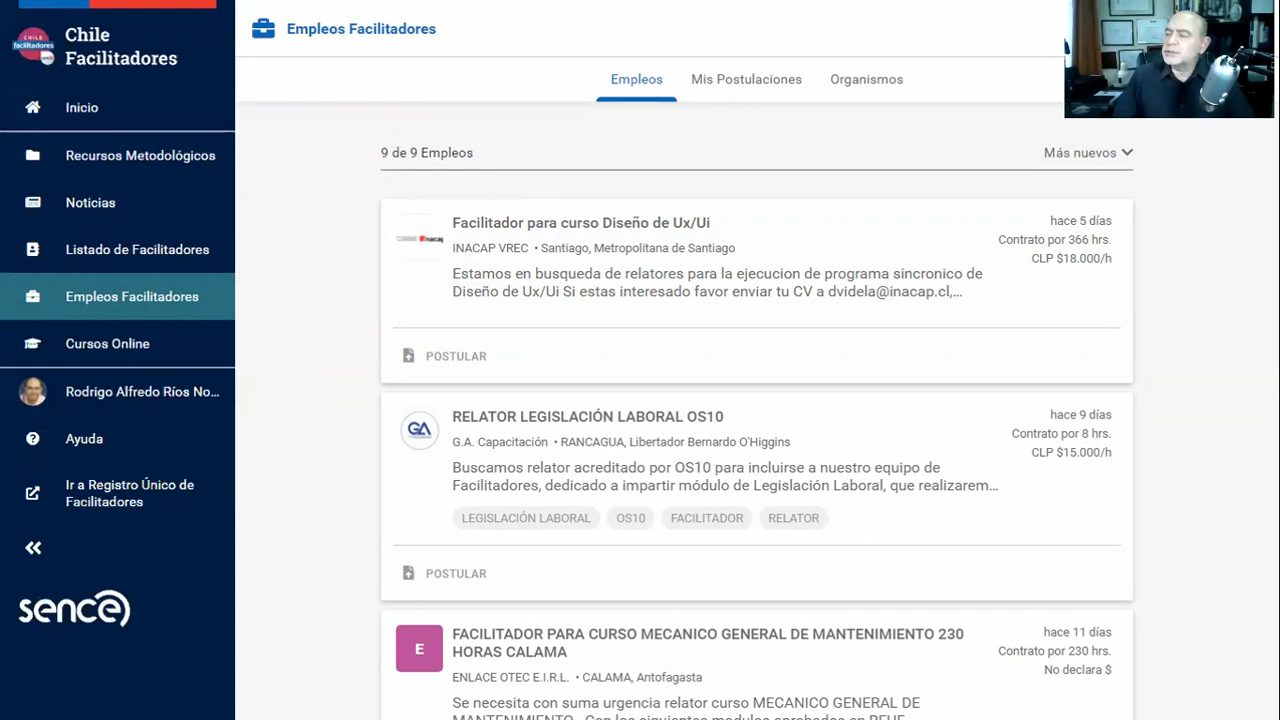 Chile
Facilitadores
CHILE
facilitadores
Inicio
Recursos Metodológicos
Noticias
Listado de Facilitadores
Empleos Facilitadores
Cursos Online
Rodrigo Alfredo Ríos No...
Ayuda
Ir a Registro Único de
Facilitadores
sence
Empleos Facilitadores
Empleos Mis Postulaciones Organismos
9 de 9 Empleos Más nuevos
Facilitador para curso Diseño de Ux/Ui hace 5 días
INACAP VREC • Santiago, Metropolitana de Santiago Contrato por 366 hrs.
CLP $18.000/h
Estamos en busqueda de relatores para la ejecucion de programa sincronico de
Diseño de Ux/Ui Si estas interesado favor enviar tu CV a dvidela@inacap.cl,...
POSTULAR
GA
RELATOR LEGISLACIÓN LABORAL OS10 hace 9 días
G.A. Capacitación • RANCAGUA, Libertador Bernardo O'Higgins Contrato por 8 hrs.
CLP $15.000/h
Buscamos relator acreditado por OS10 para incluirse a nuestro equipo de
Facilitadores, dedicado a impartir módulo de Legislación Laboral, que realizarem...
LEGISLACIÓN LABORAL OS10 FACILITADOR RELATOR
POSTULAR
E
FACILITADOR PARA CURSO MECANICO GENERAL DE MANTENIMIENTO 230 hace 11 días
HORAS CALAMA Contrato por 230 hrs.
ENLACE OTEC E.I.R.L. • CALAMA, Antofagasta No declara $
Se necesita con suma urgencia relator curso MECANICO GENERAL DE
MANTENIMIENTO